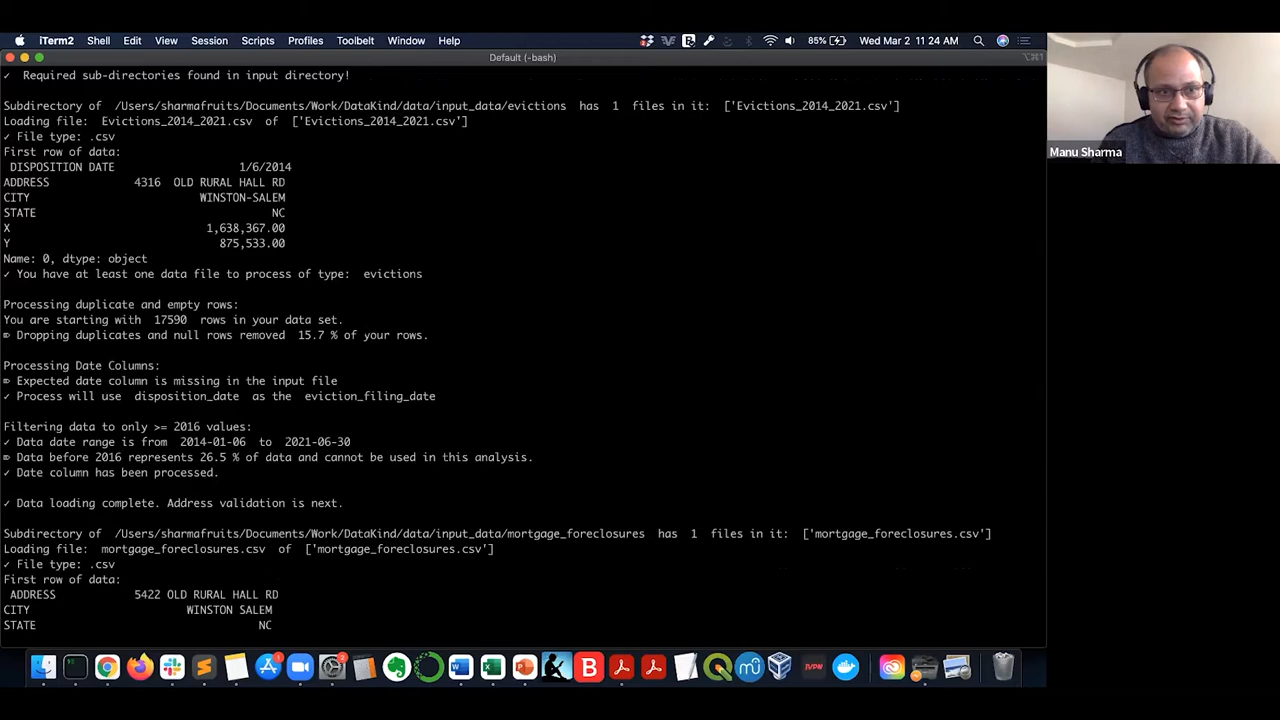 iTerm2 Shell Edit View Session Scripts Profiles Toolbelt Window Help 85% Wed Mar 2 11:24 AM
Default (-bash) ⌥⌘1
✓ Required sub-directories found in input directory!
Subdirectory of /Users/sharmafruits/Documents/Work/DataKind/data/input_data/evictions has 1 files in it: ['Evictions_2014_2021.csv']
Loading file: Evictions_2014_2021.csv of ['Evictions_2014_2021.csv']
✓ File type: .csv
First row of data:
DISPOSITION DATE 1/6/2014
ADDRESS 4316 OLD RURAL HALL RD
CITY WINSTON-SALEM
STATE NC
X 1,638,367.00
Y 875,533.00
Name: 0, dtype: object
✓ You have at least one data file to process of type: evictions
Processing duplicate and empty rows:
You are starting with 17590 rows in your data set.
⌦ Dropping duplicates and null rows removed 15.7 % of your rows.
Processing Date Columns:
⌦ Expected date column is missing in the input file
✓ Process will use disposition_date as the eviction_filing_date
Filtering data to only >= 2016 values:
✓ Data date range is from 2014-01-06 to 2021-06-30
⌦ Data before 2016 represents 26.5 % of data and cannot be used in this analysis.
✓ Date column has been processed.
✓ Data loading complete. Address validation is next.
Subdirectory of /Users/sharmafruits/Documents/Work/DataKind/data/input_data/mortgage_foreclosures has 1 files in it: ['mortgage_foreclosures.csv']
Loading file: mortgage_foreclosures.csv of ['mortgage_foreclosures.csv']
✓ File type: .csv
First row of data:
ADDRESS 5422 OLD RURAL HALL RD
CITY WINSTON SALEM
STATE NC
Manu Sharma